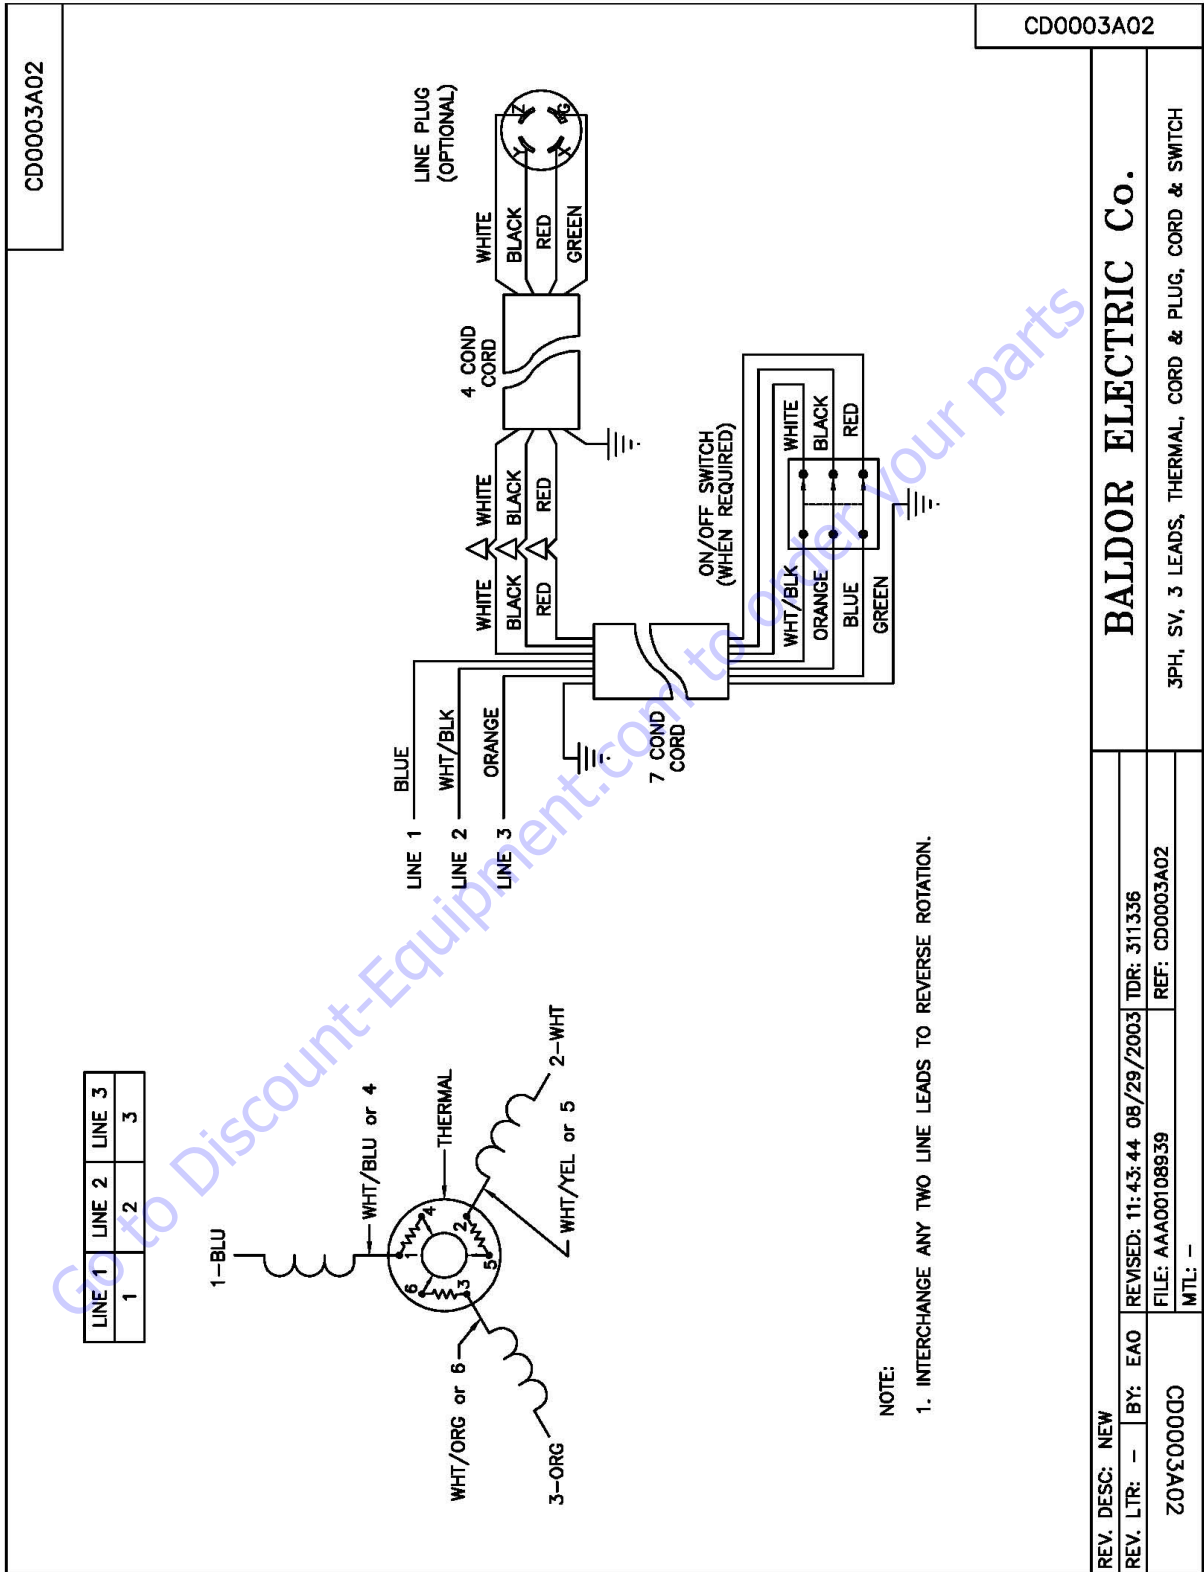 CD0003A02
LINE 1 LINE 2 LINE 3
1 2 3
1-BLU
WHT/BLU or 4
THERMAL
1
4
6
2
3
5
WHT/ORG or 6
3-ORG
2-WHT
WHT/YEL or 5
LINE 1
BLUE
LINE 2
WHT/BLK
LINE 3
ORANGE
WHITE WHITE
BLACK BLACK
RED RED
4 COND
CORD
WHITE
BLACK
RED
GREEN
LINE PLUG
(OPTIONAL)
Y
Z
X
G
7 COND
CORD
ON/OFF SWITCH
(WHEN REQUIRED)
WHT/BLK WHITE
ORANGE BLACK
BLUE RED
GREEN
NOTE:
1. INTERCHANGE ANY TWO LINE LEADS TO REVERSE ROTATION.
Go to Discount-Equipment.com to order your parts
REV. DESC: NEW
REV. LTR: - BY: EAO REVISED: 11:43:44 08/29/2003 TDR: 311336
CD0003A02
FILE: AAA00108939 REF: CD0003A02
MTL: -
BALDOR ELECTRIC Co.
3PH, SV, 3 LEADS, THERMAL, CORD & PLUG, CORD & SWITCH
CD0003A02